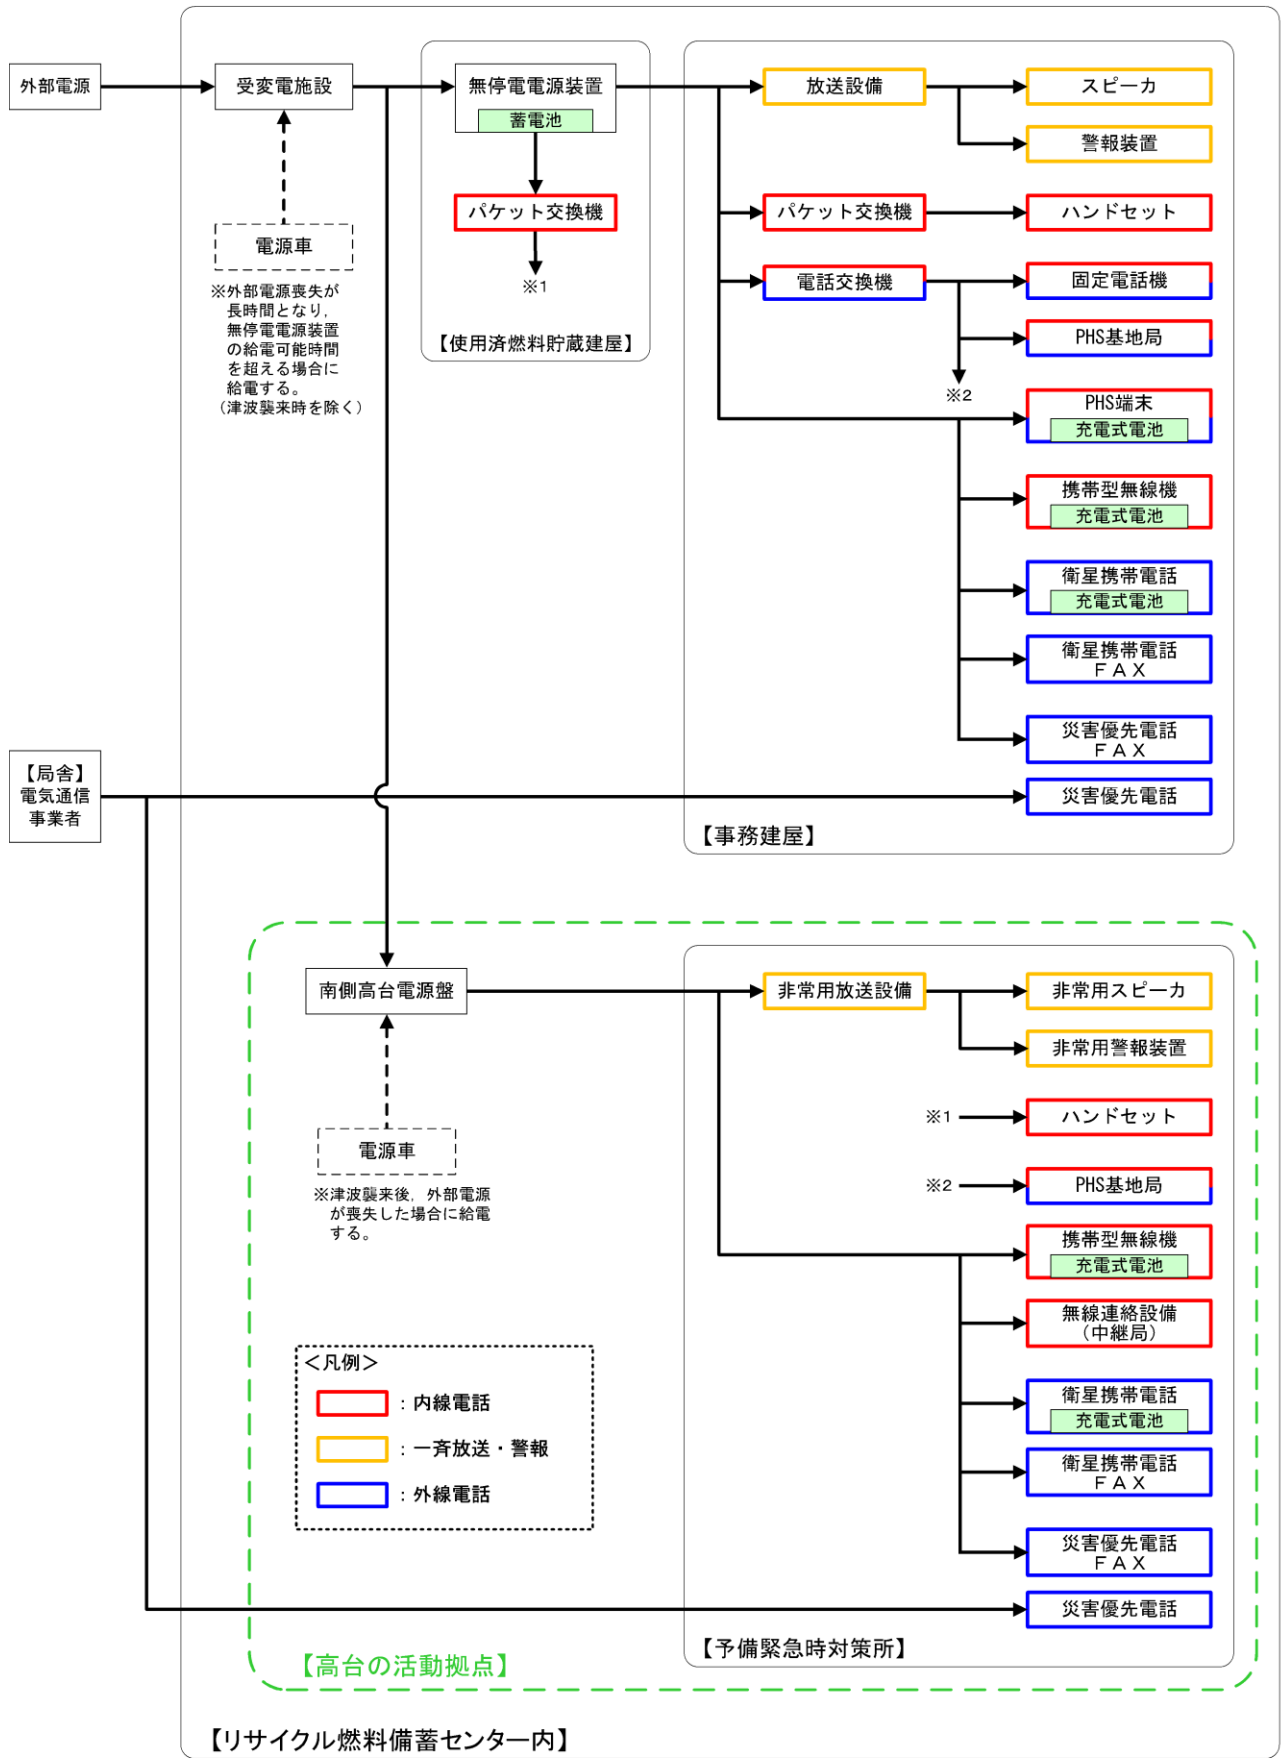 外部電源
受変電施設
無停電電源装置
蓄電池
放送設備
スピーカ
警報装置
パケット交換機
※1
パケット交換機
ハンドセット
電源車
※外部電源喪失が
長時間となり,
無停電電源装置
の給電可能時間
を超える場合に
給電する。
(津波襲来時を除く)
【使用済燃料貯蔵建屋】
電話交換機
固定電話機
PHS基地局
※2
PHS端末
充電式電池
携帯型無線機
充電式電池
衛星携帯電話
充電式電池
衛星携帯電話
FAX
災害優先電話
FAX
【局舎】
電気通信
事業者
災害優先電話
【事務建屋】
南側高台電源盤
非常用放送設備
非常用スピーカ
非常用警報装置
※1
ハンドセット
電源車
※津波襲来後,外部電源
が喪失した場合に給電
する。
※2
PHS基地局
携帯型無線機
充電式電池
無線連絡設備
(中継局)
<凡例>
:内線電話
:一斉放送・警報
:外線電話
衛星携帯電話
充電式電池
衛星携帯電話
FAX
災害優先電話
FAX
災害優先電話
【予備緊急時対策所】
【高台の活動拠点】
【リサイクル燃料備蓄センター内】